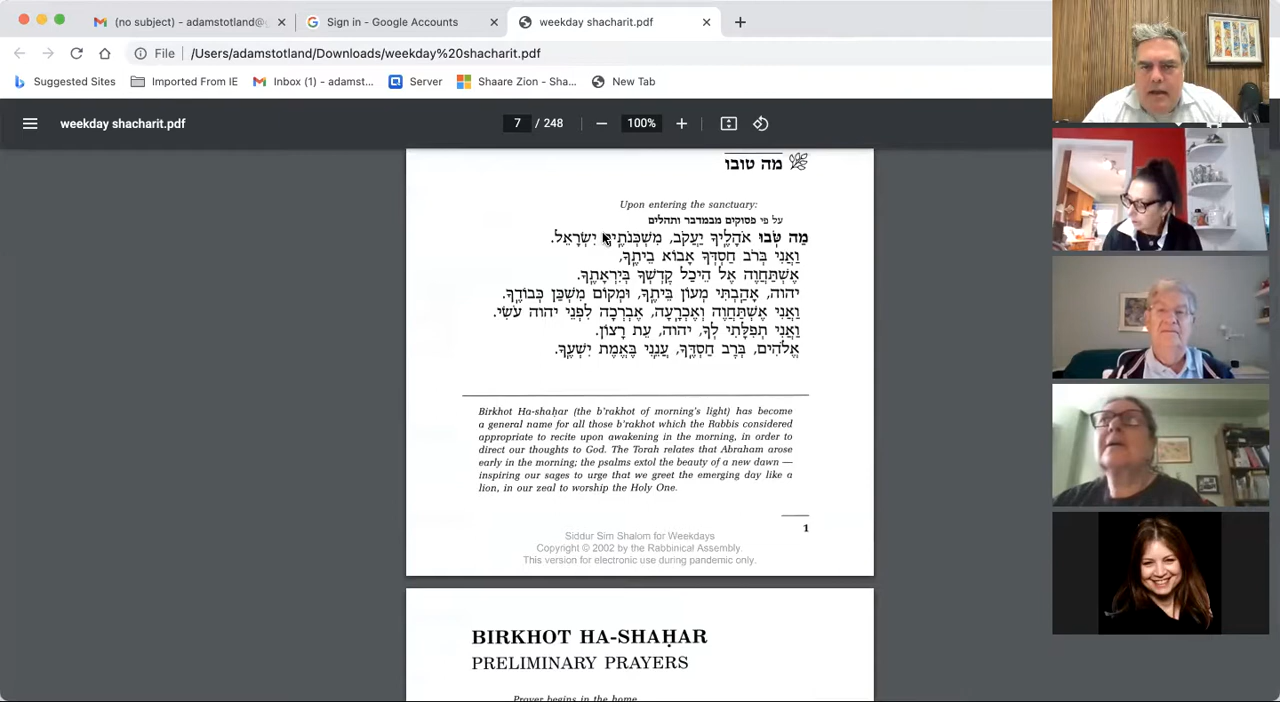 (no subject) - adamstotland@
Sign in - Google Accounts
weekday shacharit.pdf
File
/Users/adamstotland/Downloads/weekday%20shacharit.pdf
Suggested Sites
Imported From IE
Inbox (1) - adamst...
Server
Shaare Zion - Sha...
New Tab
weekday shacharit.pdf
7 / 248
100%
מה טובו
Upon entering the sanctuary:
על פי פסוקים מבמדבר ותהלים
מַה טֹּֽבוּ אֹהָלֶֽיךָ יַעֲקֹב, מִשְׁכְּנֹתֶֽיךָ יִשְׂרָאֵל.
וַאֲנִי בְּרֹב חַסְדְּךָ אָבוֹא בֵיתֶֽךָ,
אֶשְׁתַּחֲוֶה אֶל הֵיכַל קָדְשְׁךָ בְּיִרְאָתֶֽךָ.
יהוה, אָהַֽבְתִּי מְעוֹן בֵּיתֶֽךָ, וּמְקוֹם מִשְׁכַּן כְּבוֹדֶֽךָ.
וַאֲנִי אֶשְׁתַּחֲוֶה וְאֶכְרָֽעָה, אֶבְרְכָה לִפְנֵי יהוה עֹשִׂי.
וַאֲנִי תְפִלָּתִי לְךָ, יהוה, עֵת רָצוֹן.
אֱלֹהִים, בְּרָב חַסְדֶּֽךָ, עֲנֵֽנִי בֶּאֱמֶת יִשְׁעֶֽךָ.
Birkhot Ha-shaḥar (the b'rakhot of morning's light) has become
a general name for all those b'rakhot which the Rabbis considered
appropriate to recite upon awakening in the morning, in order to
direct our thoughts to God. The Torah relates that Abraham arose
early in the morning; the psalms extol the beauty of a new dawn —
inspiring our sages to urge that we greet the emerging day like a
lion, in our zeal to worship the Holy One.
1
Siddur Sim Shalom for Weekdays
Copyright © 2002 by the Rabbinical Assembly.
This version for electronic use during pandemic only.
BIRKHOT HA-SHAḤAR
PRELIMINARY PRAYERS
Prayer begins in the home